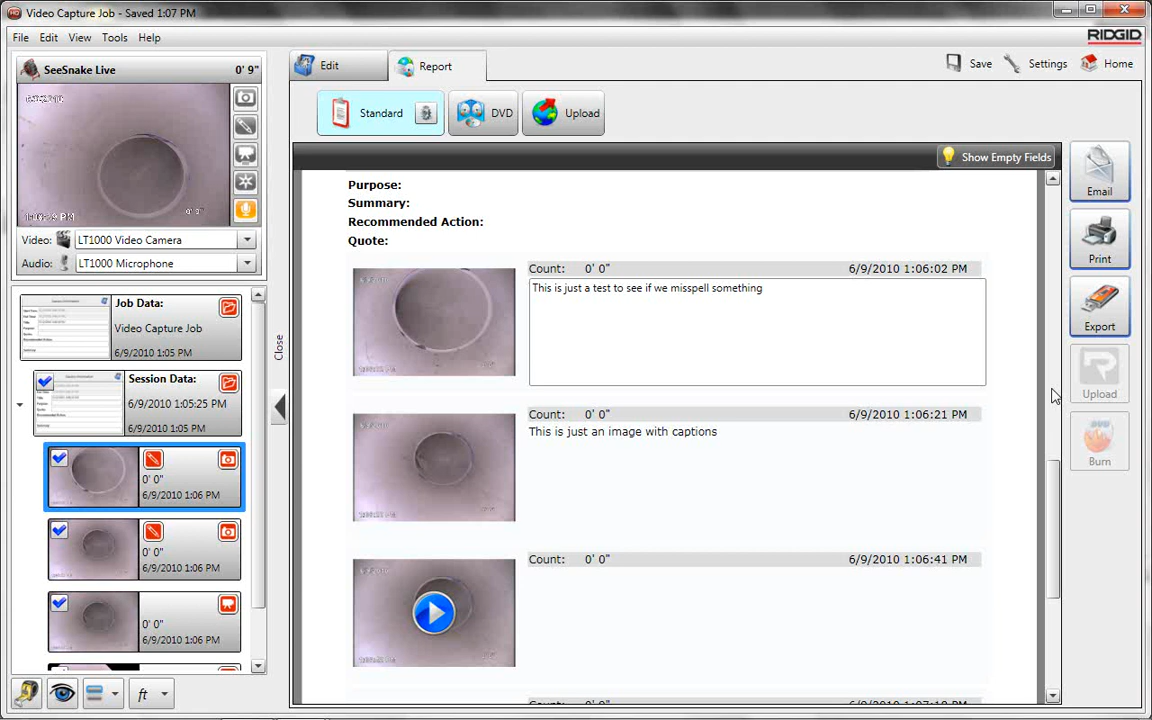 Video Capture Job - Saved 1:07 PM
File Edit View Tools Help
RIDGID
SeeSnake Live 0' 9"
Edit
Report
Save
Settings
Home
Standard
DVD
Upload
Show Empty Fields
Video: LT1000 Video Camera
Audio: LT1000 Microphone
Job Data:
Video Capture Job
6/9/2010 1:05 PM
Session Data:
6/9/2010 1:05:25 PM
6/9/2010 1:05 PM
0' 0"
6/9/2010 1:06 PM
0' 0"
6/9/2010 1:06 PM
0' 0"
6/9/2010 1:06 PM
ft
Close
Purpose:
Summary:
Recommended Action:
Quote:
Count: 0' 0" 6/9/2010 1:06:02 PM
This is just a test to see if we misspell something
Count: 0' 0" 6/9/2010 1:06:21 PM
This is just an image with captions
Count: 0' 0" 6/9/2010 1:06:41 PM
Email
Print
Export
Upload
Burn